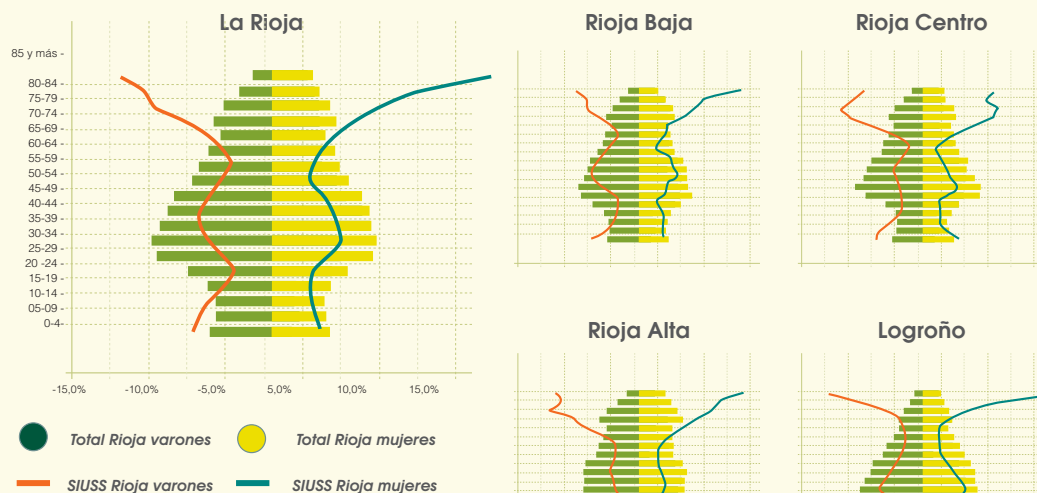 La Rioja
85 y más -
80-84 -
75-79 -
70-74 -
65-69 -
60-64 -
55-59 -
50-54 -
45-49 -
40-44 -
35-39 -
30-34 -
25-29 -
20 -24 -
15-19 -
10-14 -
05-09 -
0-4-
-15,0%
-10,0%
-5,0%
5,0%
10,0%
15,0%
Total Rioja varones
Total Rioja mujeres
SIUSS Rioja varones
SIUSS Rioja mujeres
Rioja Baja
Rioja Centro
Rioja Alta
Logroño